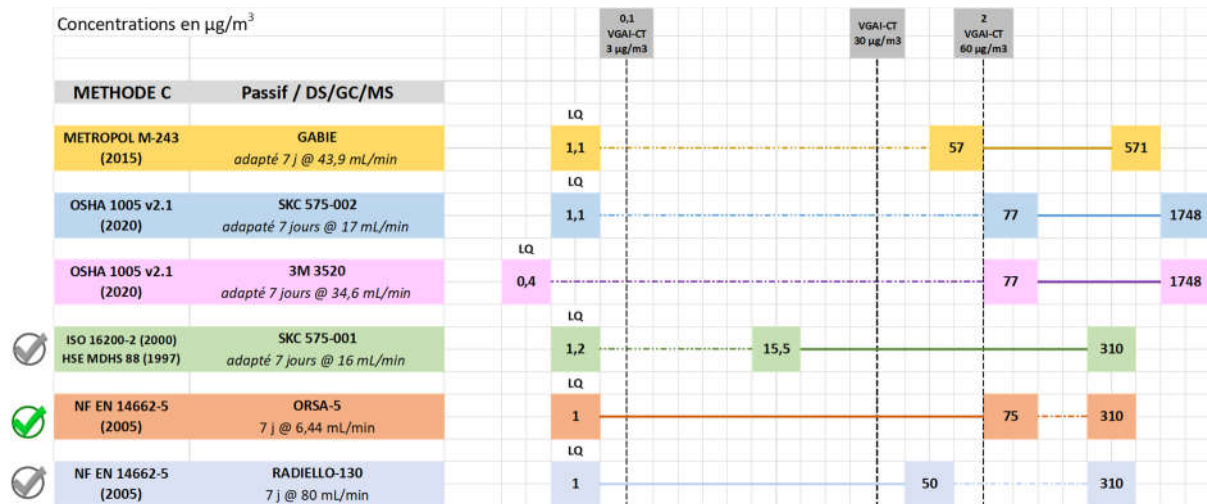 Concentrations en µg/m³
0,1
VGAI-CT
3 µg/m3
VGAI-CT
30 µg/m3
2
VGAI-CT
60 µg/m3
METHODE C Passif / DS/GC/MS
LQ
METROPOL M-243 GABIE
(2015) adapté 7 j @ 43,9 mL/min
1,1 57 571
LQ
OSHA 1005 v2.1 SKC 575-002
(2020) adapaté 7 jours @ 17 mL/min
1,1 77 1748
LQ
OSHA 1005 v2.1 3M 3520
(2020) adapté 7 jours @ 34,6 mL/min
0,4 77 1748
LQ
ISO 16200-2 (2000) SKC 575-001
HSE MDHS 88 (1997) adapté 7 jours @ 16 mL/min
1,2 15,5 310
LQ
NF EN 14662-5 ORSA-5
(2005) 7 j @ 6,44 mL/min
1 75 310
LQ
NF EN 14662-5 RADIELLO-130
(2005) 7 j @ 80 mL/min
1 50 310